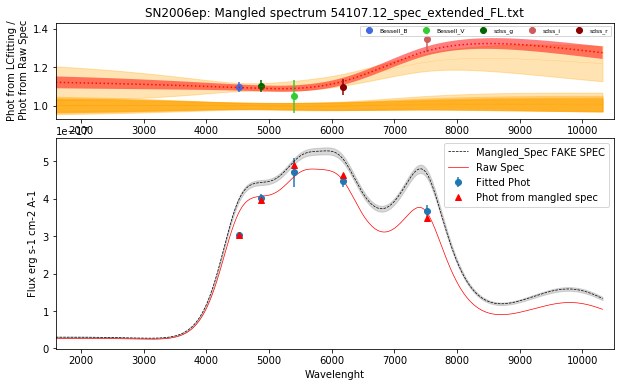 SN2006ep: Mangled spectrum 54107.12_spec_extended_FL.txt
Phot from LCfitting /
Phot from Raw Spec
1.4
1.2
1.0
Bessell_B
Bessell_V
sdss_g
sdss_i
sdss_r
2000 3000 4000 5000 6000 7000 8000 9000 10000
1e−17
Flux erg s-1 cm-2 A-1
5
4
3
2
1
0
Mangled_Spec FAKE SPEC
Raw Spec
Fitted Phot
Phot from mangled spec
2000 3000 4000 5000 6000 7000 8000 9000 10000
Wavelenght